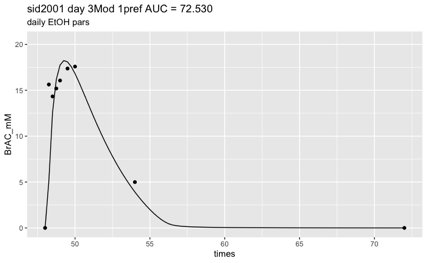 sid2001 day 3Mod 1pref AUC = 72.530
daily EtOH pars
20
15
10
5
0
BrAC_mM
50 55 60 65 70
times